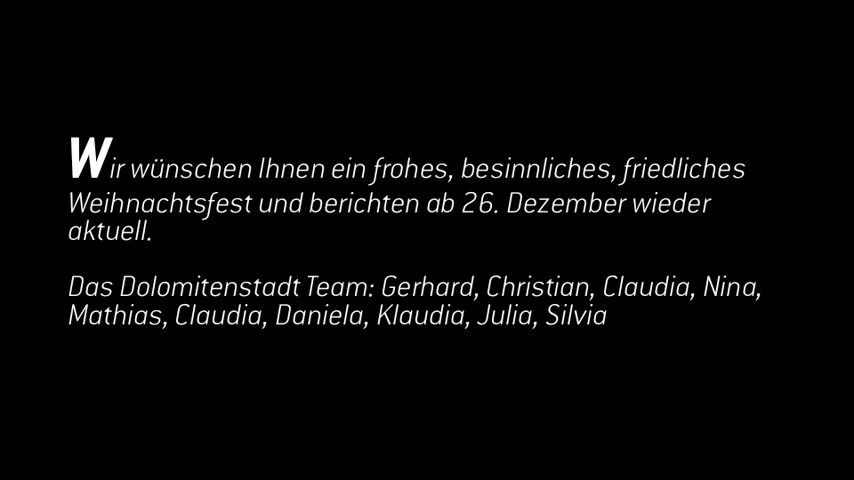 Wir wünschen Ihnen ein frohes, besinnliches, friedliches
Weihnachtsfest und berichten ab 26. Dezember wieder
aktuell.
Das Dolomitenstadt Team: Gerhard, Christian, Claudia, Nina,
Mathias, Claudia, Daniela, Klaudia, Julia, Silvia